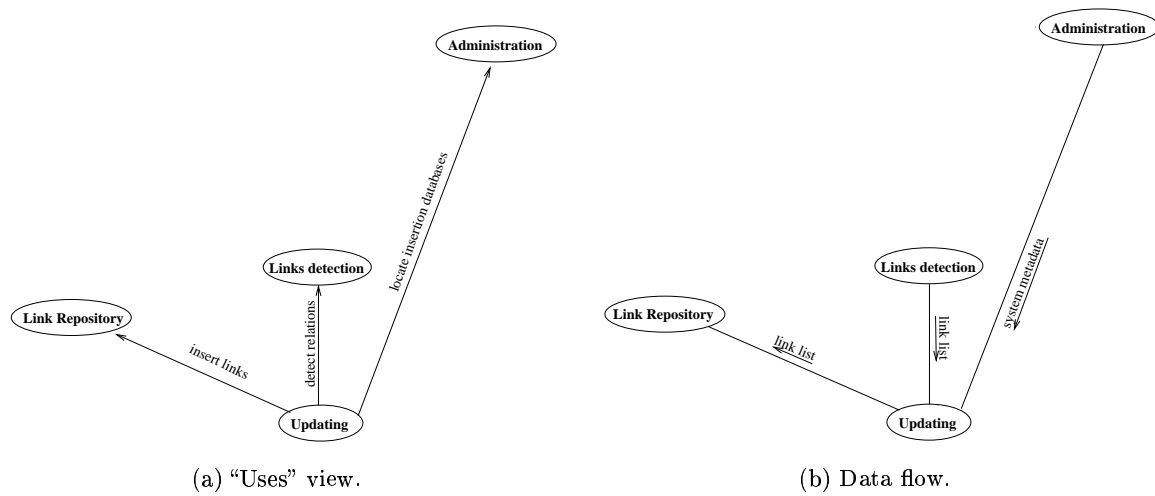 Administration
locate insertion databases
Links detection
Link Repository
detect relations
insert links
Updating
(a) “Uses” view.
Administration
system metadata
Links detection
Link Repository
link list
link list
Updating
(b) Data flow.